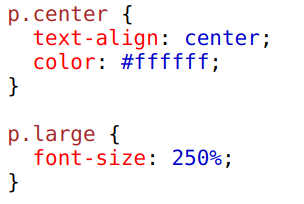 p.center {
  text-align: center;
  color: #ffffff;
}

p.large {
  font-size: 250%;
}